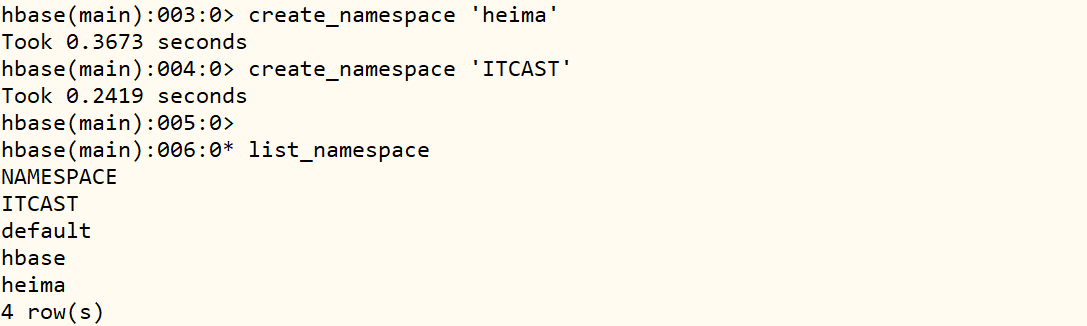 hbase(main):003:0> create_namespace 'heima'
Took 0.3673 seconds
hbase(main):004:0> create_namespace 'ITCAST'
Took 0.2419 seconds
hbase(main):005:0>
hbase(main):006:0* list_namespace
NAMESPACE
ITCAST
default
hbase
heima
4 row(s)